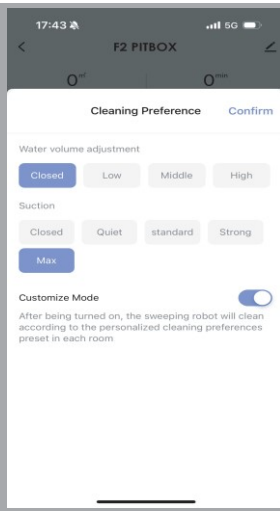 17:43 5G
F2 PITBOX
0 m² 0 min
Cleaning Preference Confirm
Water volume adjustment
Closed Low Middle High
Suction
Closed Quiet standard Strong
Max
Customize Mode
After being turned on, the sweeping robot will clean
according to the personalized cleaning preferences
preset in each room